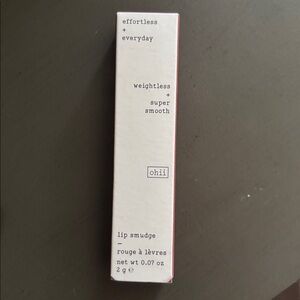 effortless
+
everyday
weightless
+
super
smooth
ohii
lip smudge
—
rouge à lèvres
net wt 0.07 oz
2 g ℮